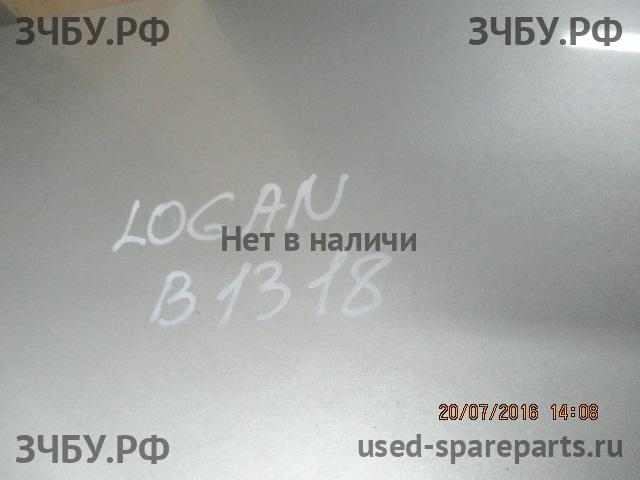 ЗЧБУ.РФ ЗЧБУ.РФ
LOGAN
Нет в наличи
B1318
20/07/2016 14:08
ЗЧБУ.РФ used-spareparts.ru